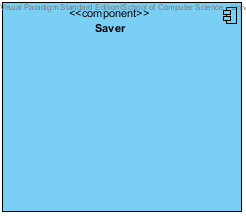 Visual Paradigm Standard Edition(School of Computer Science
<<component>>
Saver